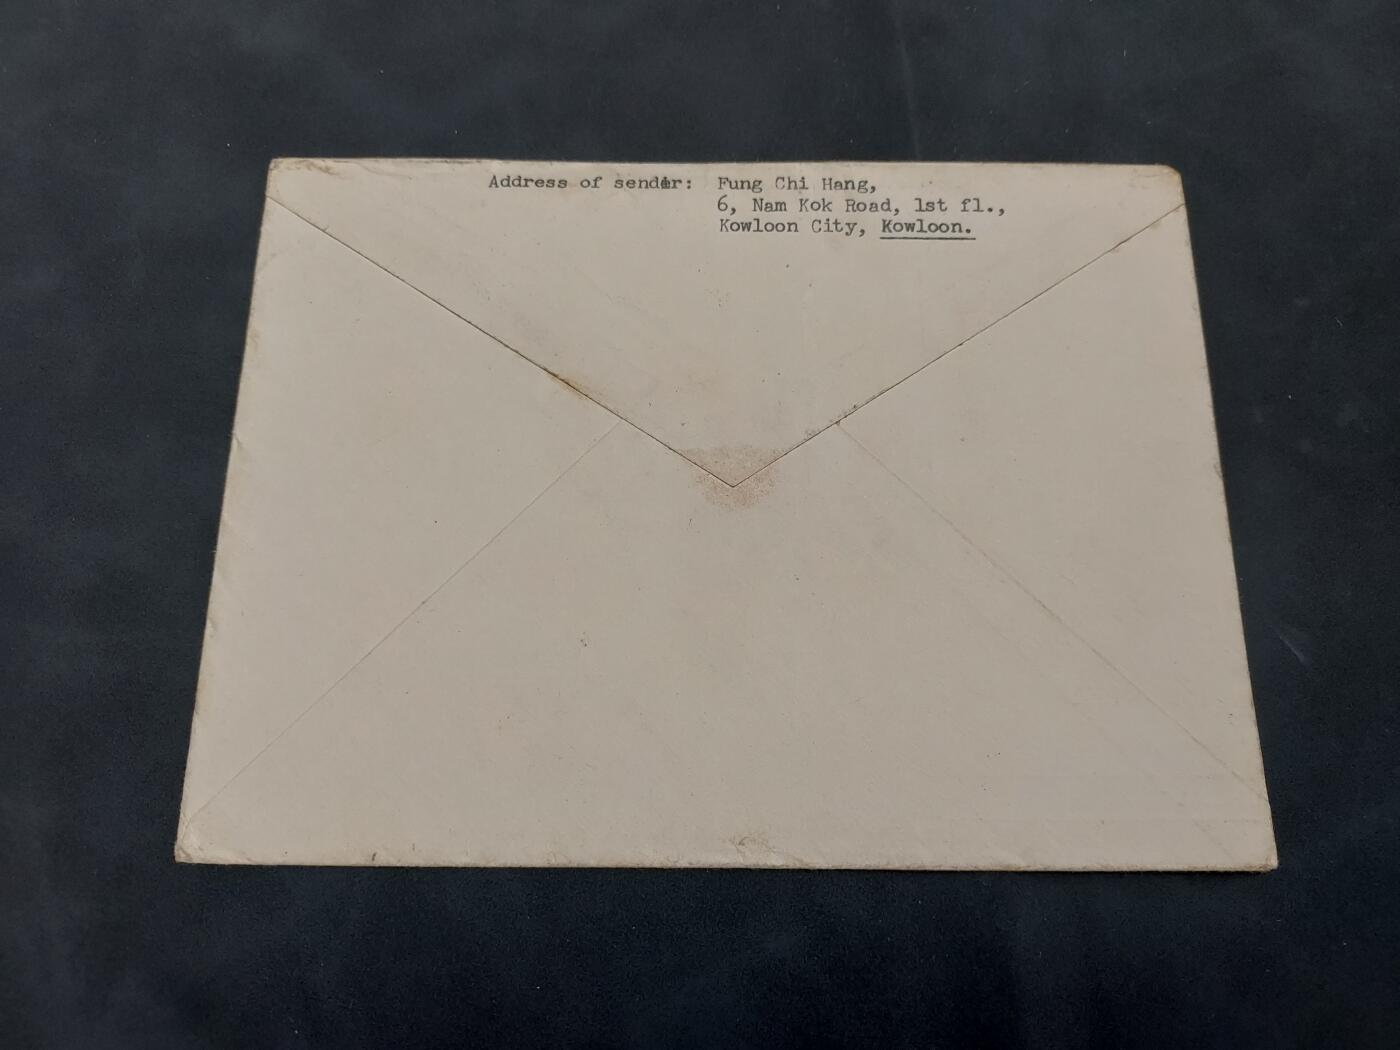 Address of sender: Fung Chi Hang,
6, Nam Kok Road, 1st fl.,
Kowloon City, Kowloon.